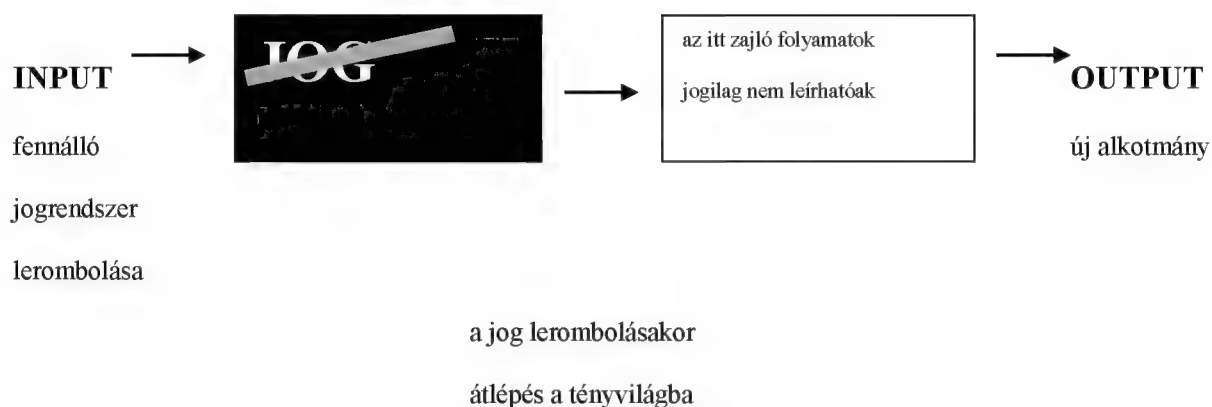 INPUT
fennálló
jogrendszer
lerombolása
JOG
az itt zajló folyamatok
jogilag nem leírhatóak
OUTPUT
új alkotmány
a jog lerombolásakor
átlépés a tényvilágba